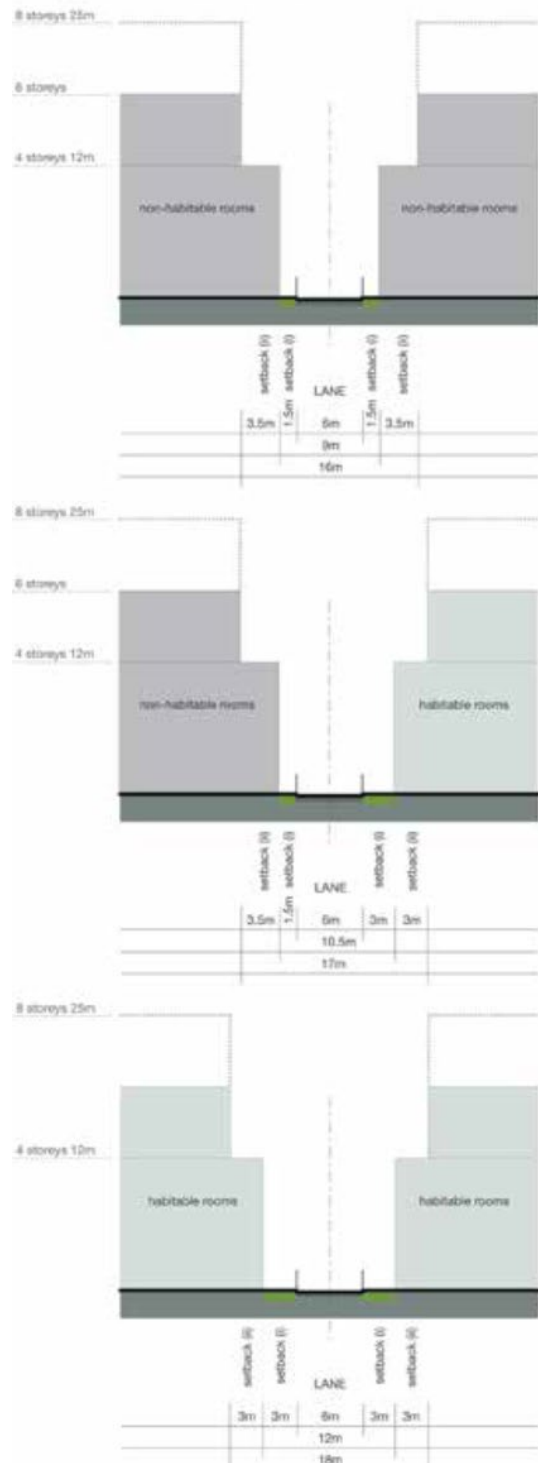 8 storeys 25m
6 storeys
4 storeys 12m
non-habitable rooms
non-habitable rooms
setback (ii)
setback (i)
setback (i)
setback (ii)
LANE
3.5m 1.5m 6m 1.5m 3.5m
9m
16m
8 storeys 25m
6 storeys
4 storeys 12m
non-habitable rooms
habitable rooms
setback (ii)
setback (i)
setback (i)
setback (ii)
LANE
3.5m 1.5m 6m 3m 3m
10.5m
17m
8 storeys 25m
4 storeys 12m
habitable rooms
habitable rooms
setback (ii)
setback (i)
setback (i)
setback (ii)
LANE
3m 3m 6m 3m 3m
12m
18m